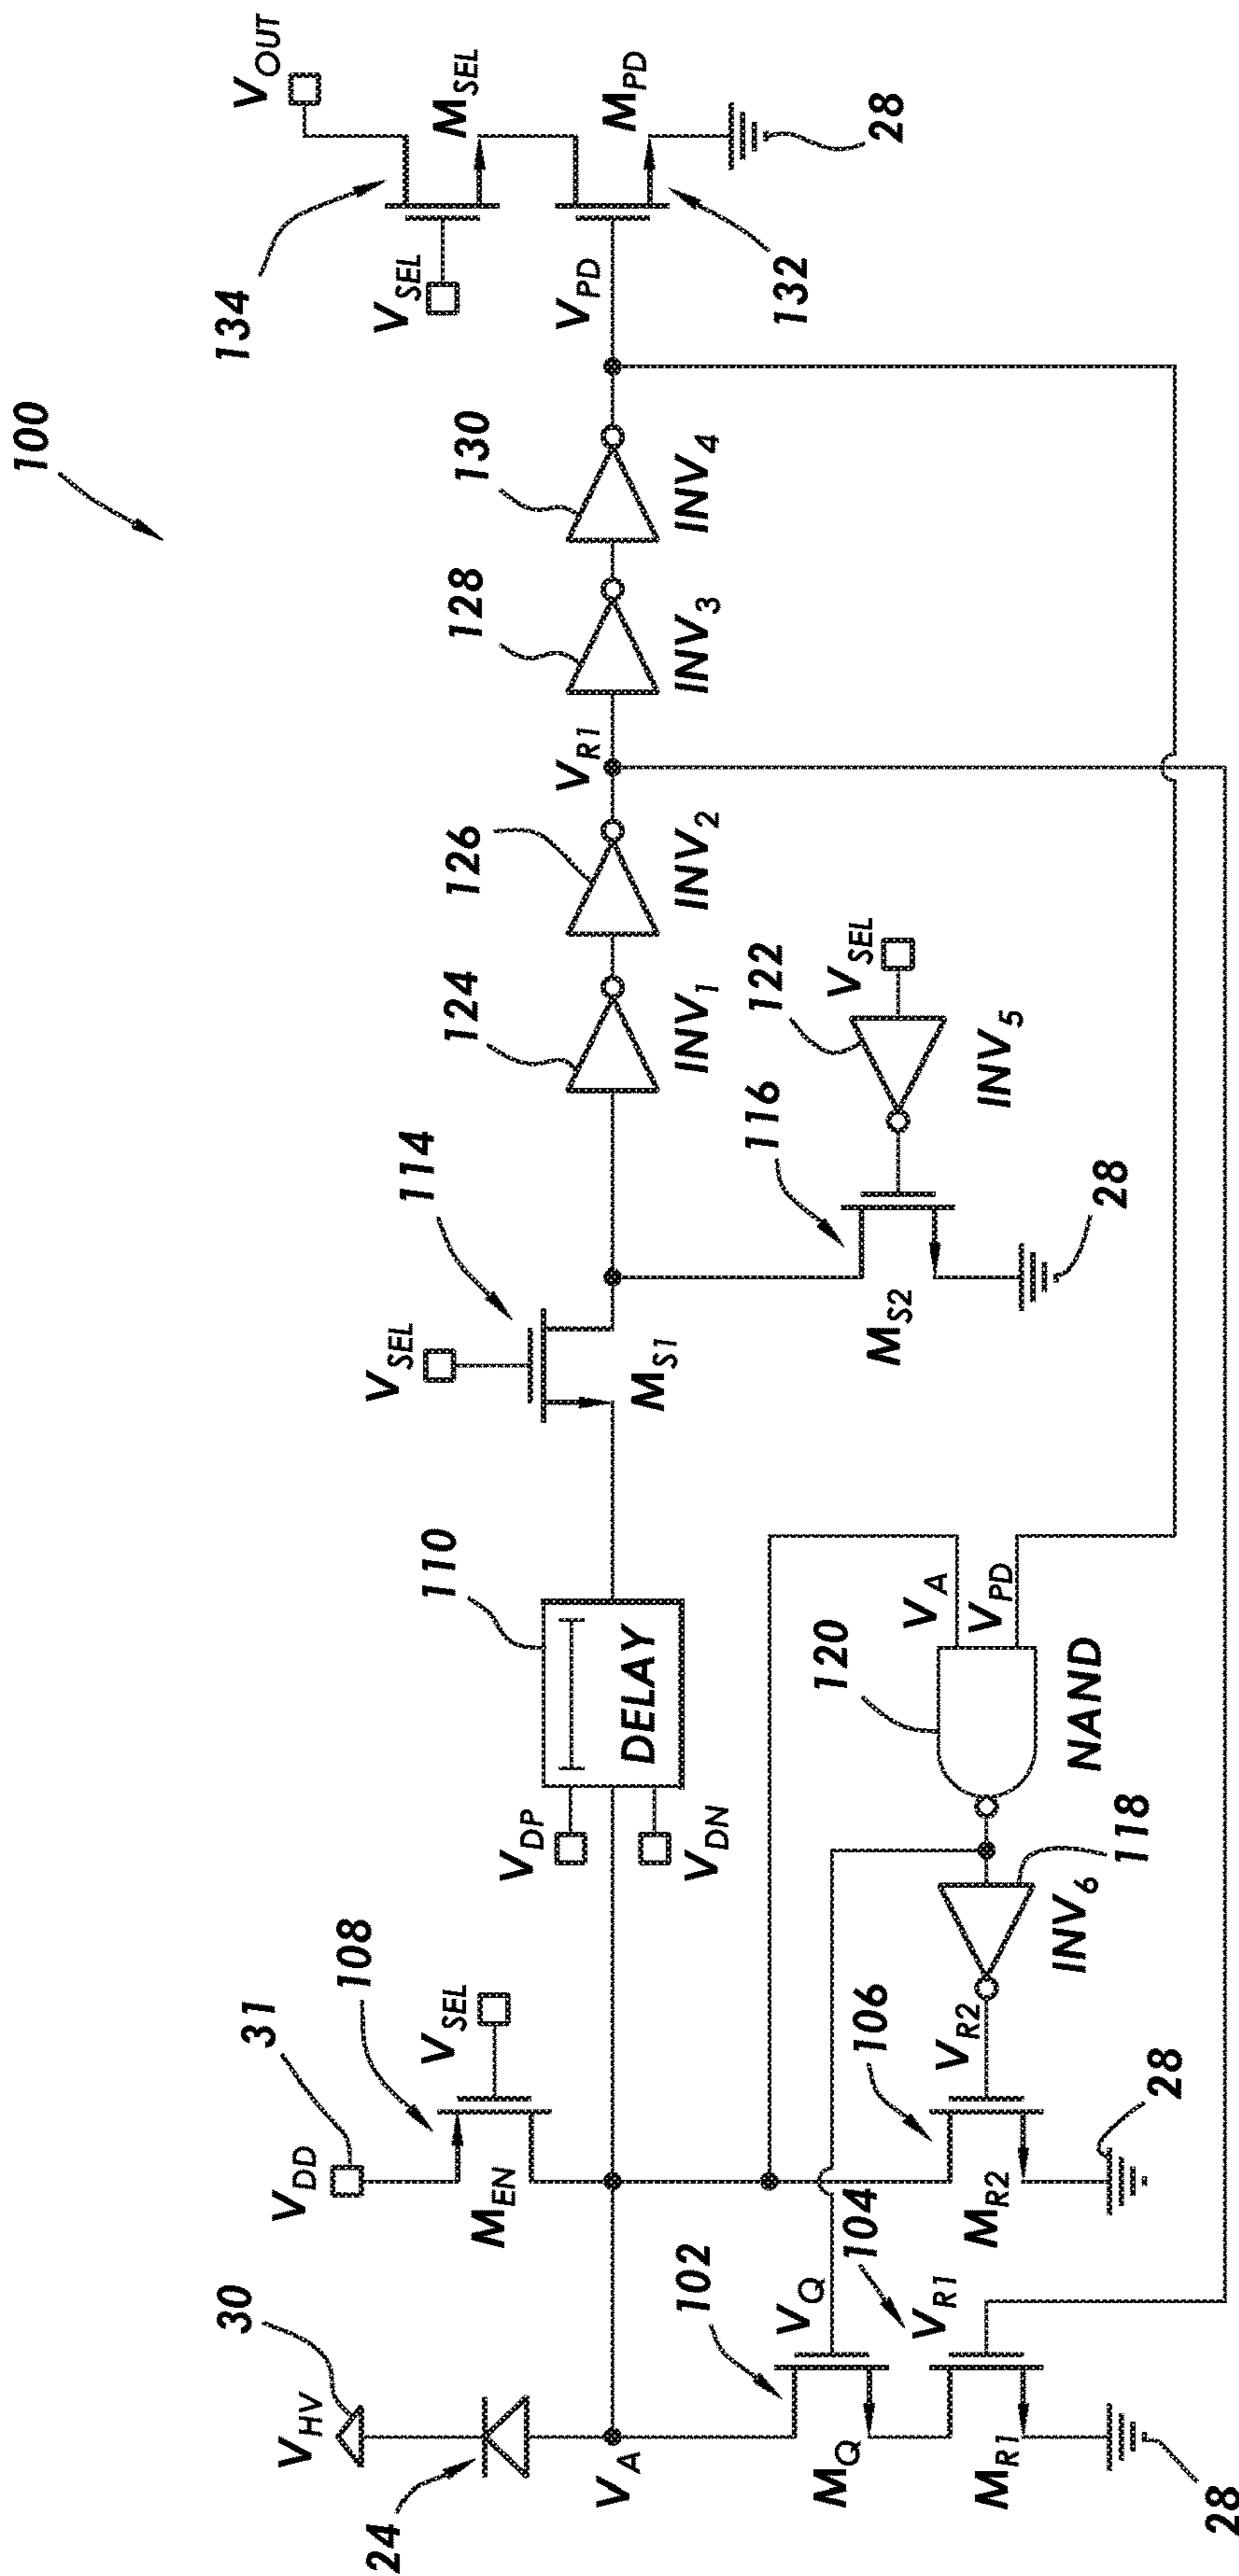 100
V_OUT
134
M_SEL
V_SEL
V_PD
M_PD
132
28
130
INV_4
128
INV_3
V_R1
126
INV_2
124
INV_1
V_SEL
122
INV_5
116
M_S2
28
114
V_SEL
M_S1
110
DELAY
V_DP
V_DN
V_A
V_PD
120
NAND
118
INV_6
31
108
V_DD
V_SEL
M_EN
106
V_R2
M_R2
28
30
V_HV
24
V_A
102
V_Q
M_Q
104
V_R1
M_R1
28